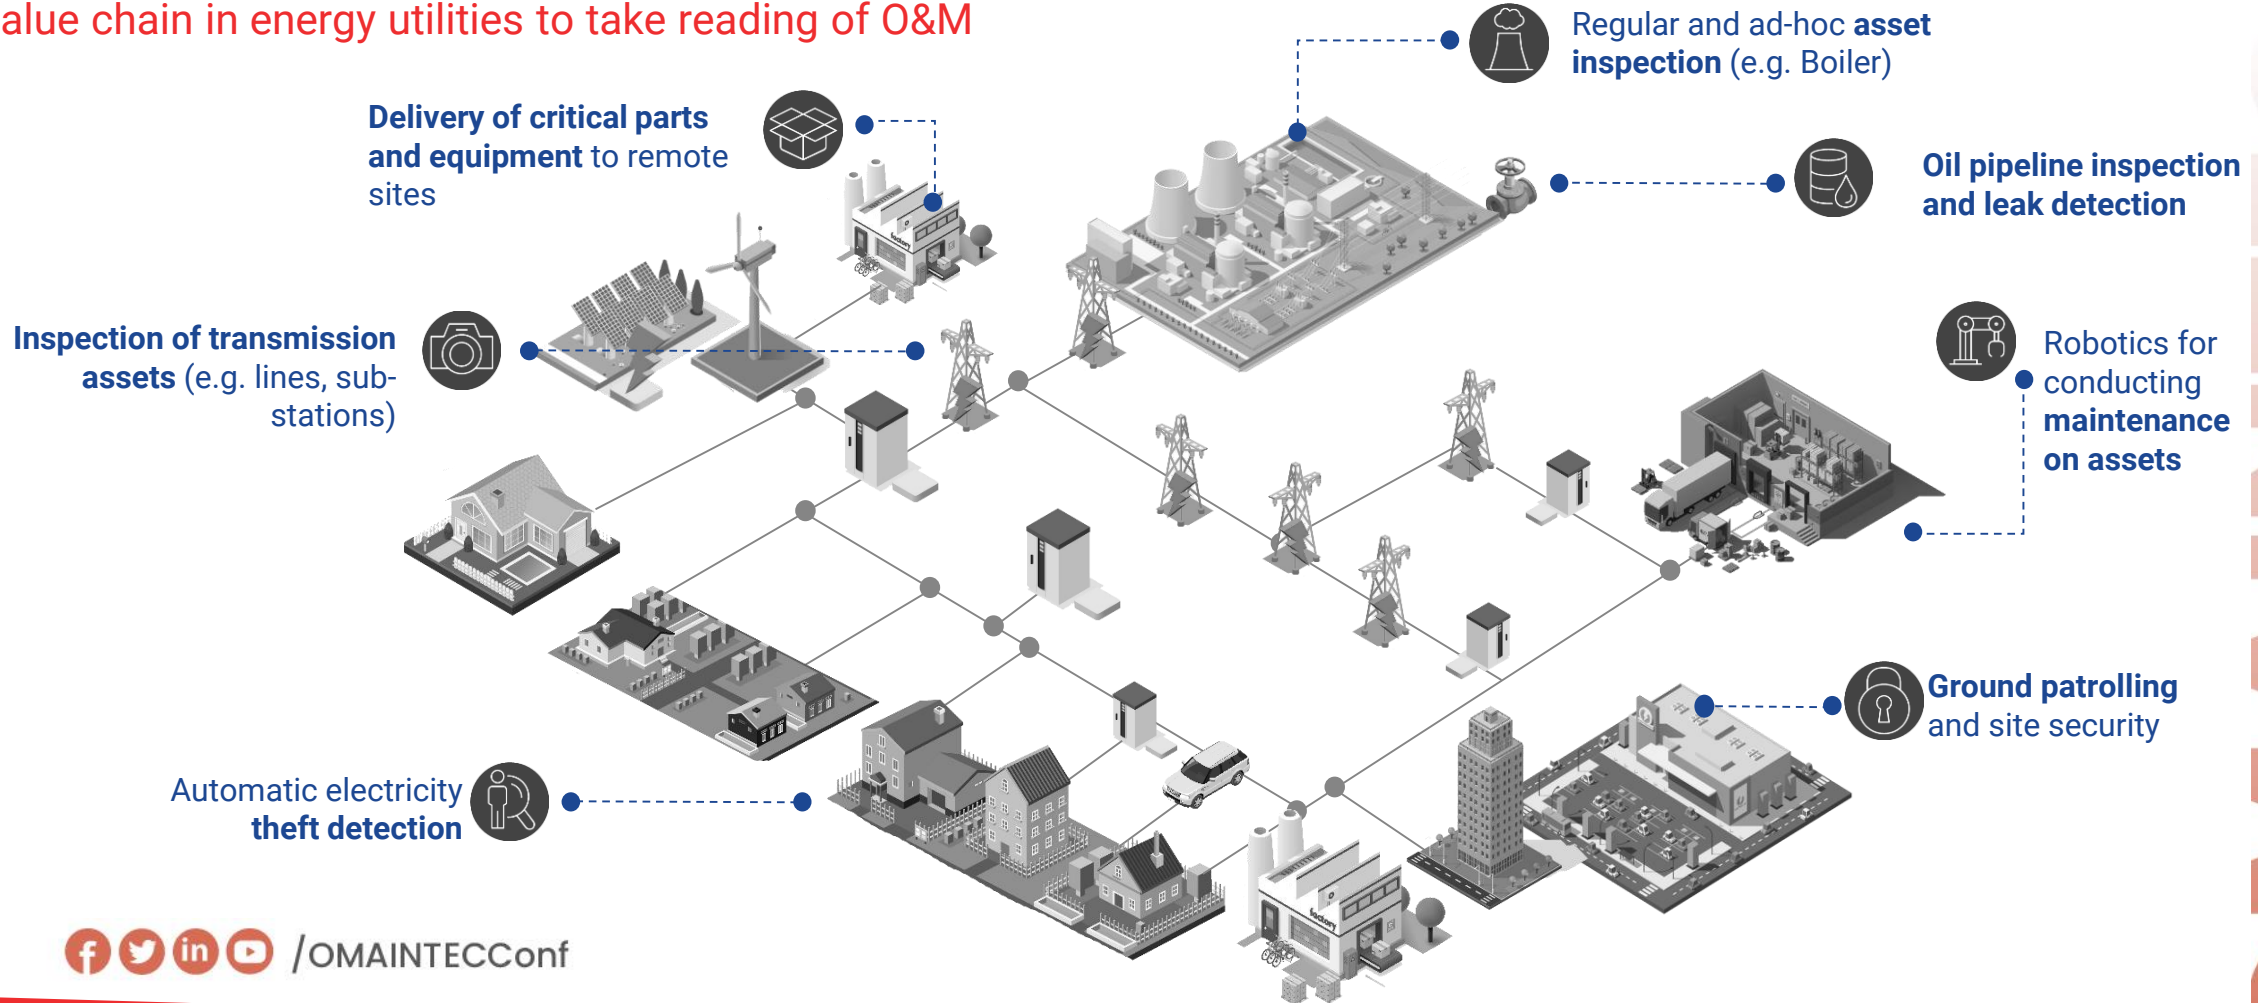 alue chain in energy utilities to take reading of O&M
Regular and ad-hoc asset
inspection (e.g. Boiler)
Delivery of critical parts
and equipment to remote
sites
Oil pipeline inspection
and leak detection
Inspection of transmission
assets (e.g. lines, sub-
stations)
Robotics for
conducting
maintenance
on assets
Ground patrolling
and site security
Automatic electricity
theft detection
factory
factory
/OMAINTECConf